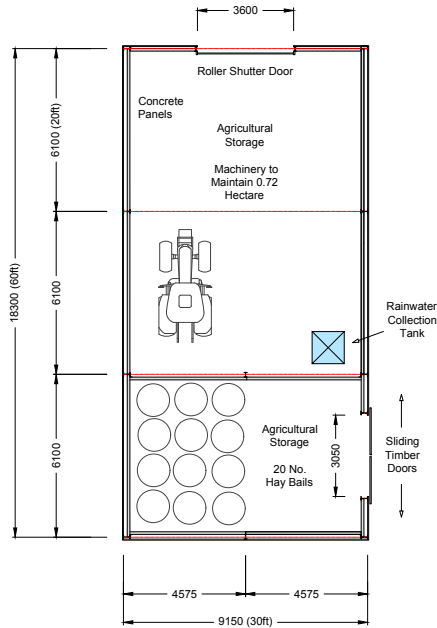 3600
Roller Shutter Door
Concrete
Panels
Agricultural
Storage
Machinery to
Maintain 0.72
Hectare
6100 (20ft)
18300 (60ft)
6100
Rainwater
Collection
Tank
6100
Agricultural
Storage
20 No.
Hay Bails
3050
Sliding
Timber
Doors
4575
4575
9150 (30ft)